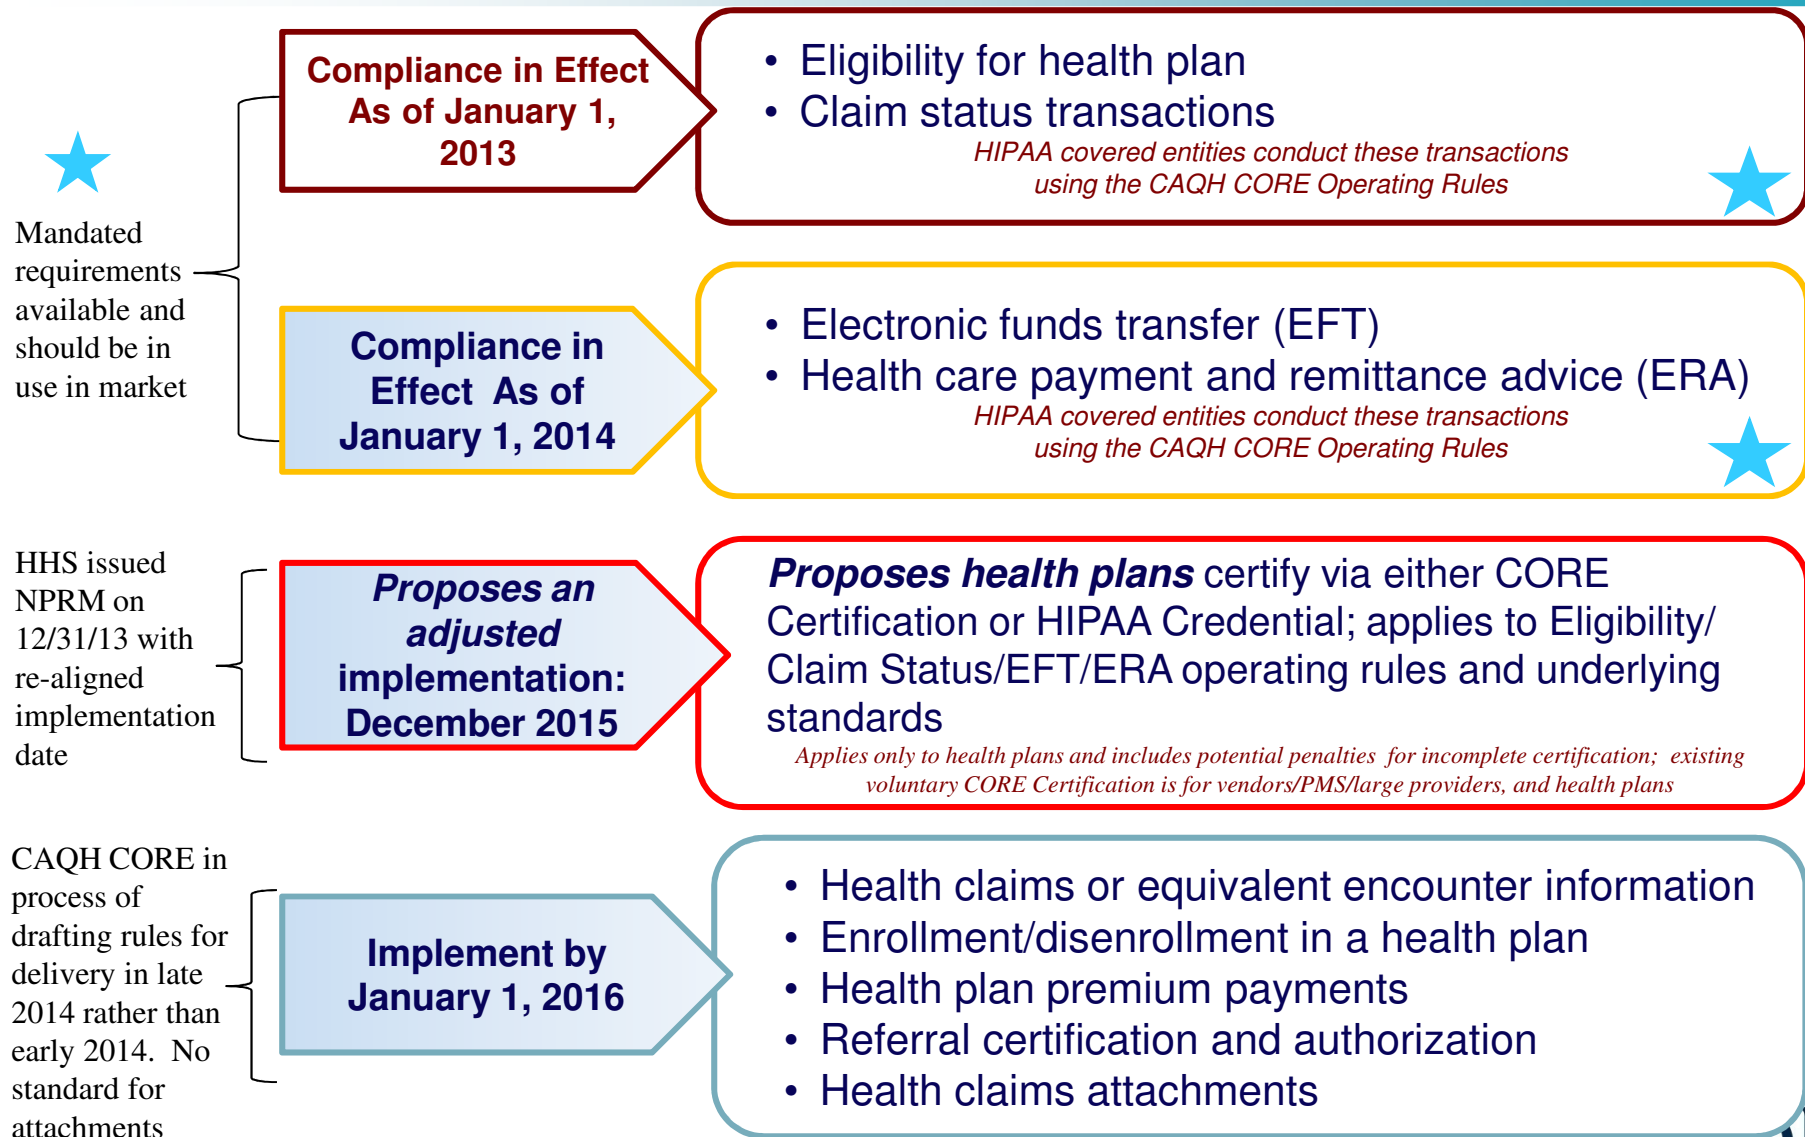 Compliance in Effect
As of January 1,
2013
• Eligibility for health plan
• Claim status transactions
HIPAA covered entities conduct these transactions
using the CAQH CORE Operating Rules
Mandated
requirements
available and
should be in
use in market
Compliance in
Effect As of
January 1, 2014
• Electronic funds transfer (EFT)
• Health care payment and remittance advice (ERA)
HIPAA covered entities conduct these transactions
using the CAQH CORE Operating Rules
HHS issued
NPRM on
12/31/13 with
re-aligned
implementation
date
Proposes an
adjusted
implementation:
December 2015
Proposes health plans certify via either CORE
Certification or HIPAA Credential; applies to Eligibility/
Claim Status/EFT/ERA operating rules and underlying
standards
Applies only to health plans and includes potential penalties for incomplete certification; existing
voluntary CORE Certification is for vendors/PMS/large providers, and health plans
CAQH CORE in
process of
drafting rules for
delivery in late
2014 rather than
early 2014. No
standard for
attachments
Implement by
January 1, 2016
• Health claims or equivalent encounter information
• Enrollment/disenrollment in a health plan
• Health plan premium payments
• Referral certification and authorization
• Health claims attachments